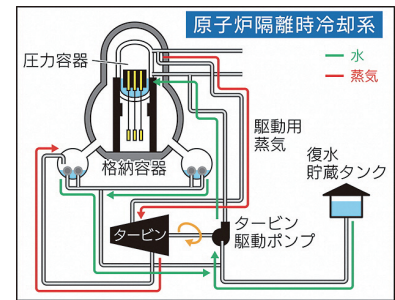 原子炉隔離時冷却系
圧力容器
水
蒸気
駆動用
蒸気
復水
貯蔵タンク
格納容器
タービン
タービン
駆動ポンプ